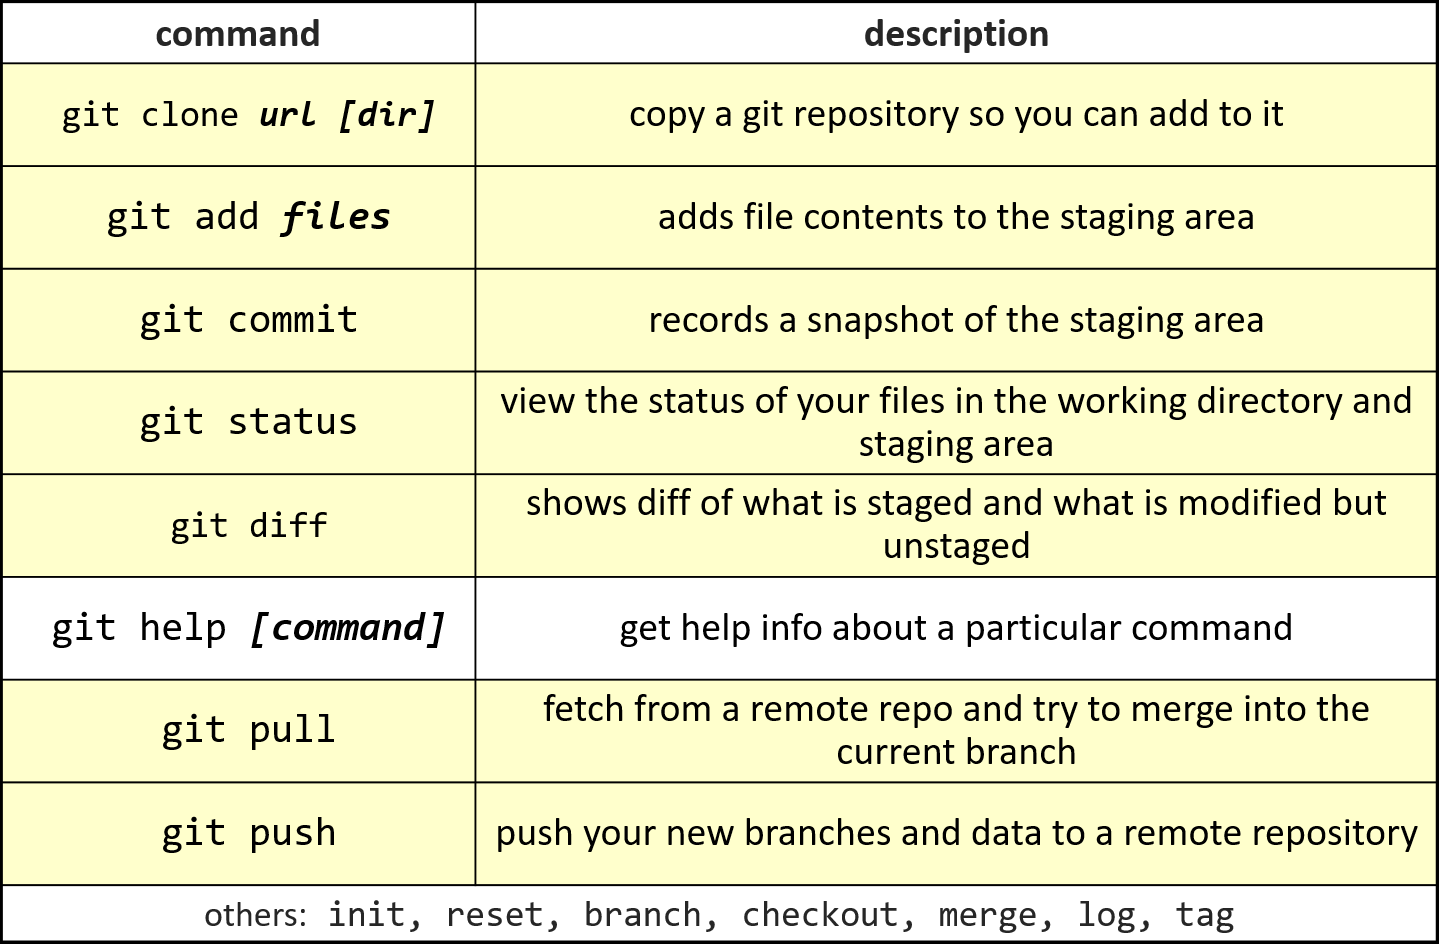 command
description
git clone url [dir]
copy a git repository so you can add to it
git add files
adds file contents to the staging area
git commit
records a snapshot of the staging area
git status
view the status of your files in the working directory and
staging area
git diff
shows diff of what is staged and what is modified but
unstaged
git help [command]
get help info about a particular command
git pull
fetch from a remote repo and try to merge into the
current branch
git push
push your new branches and data to a remote repository
others: init, reset, branch, checkout, merge, log, tag